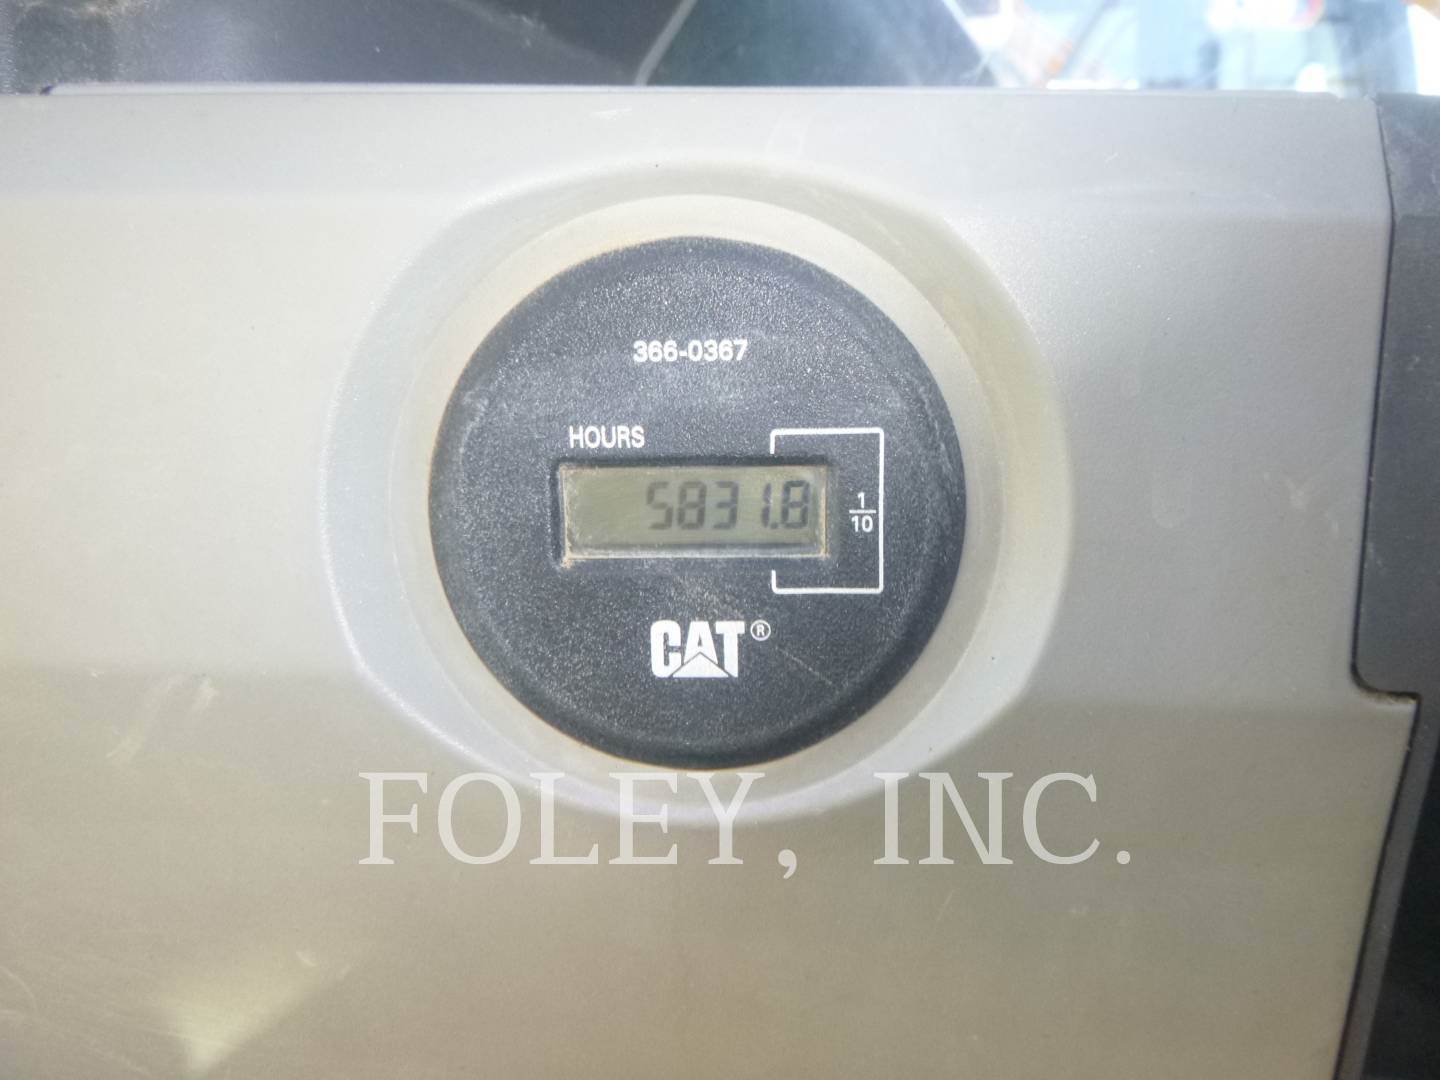 366-0367
HOURS
5831.8
1
10
CAT®
FOLEY, INC.